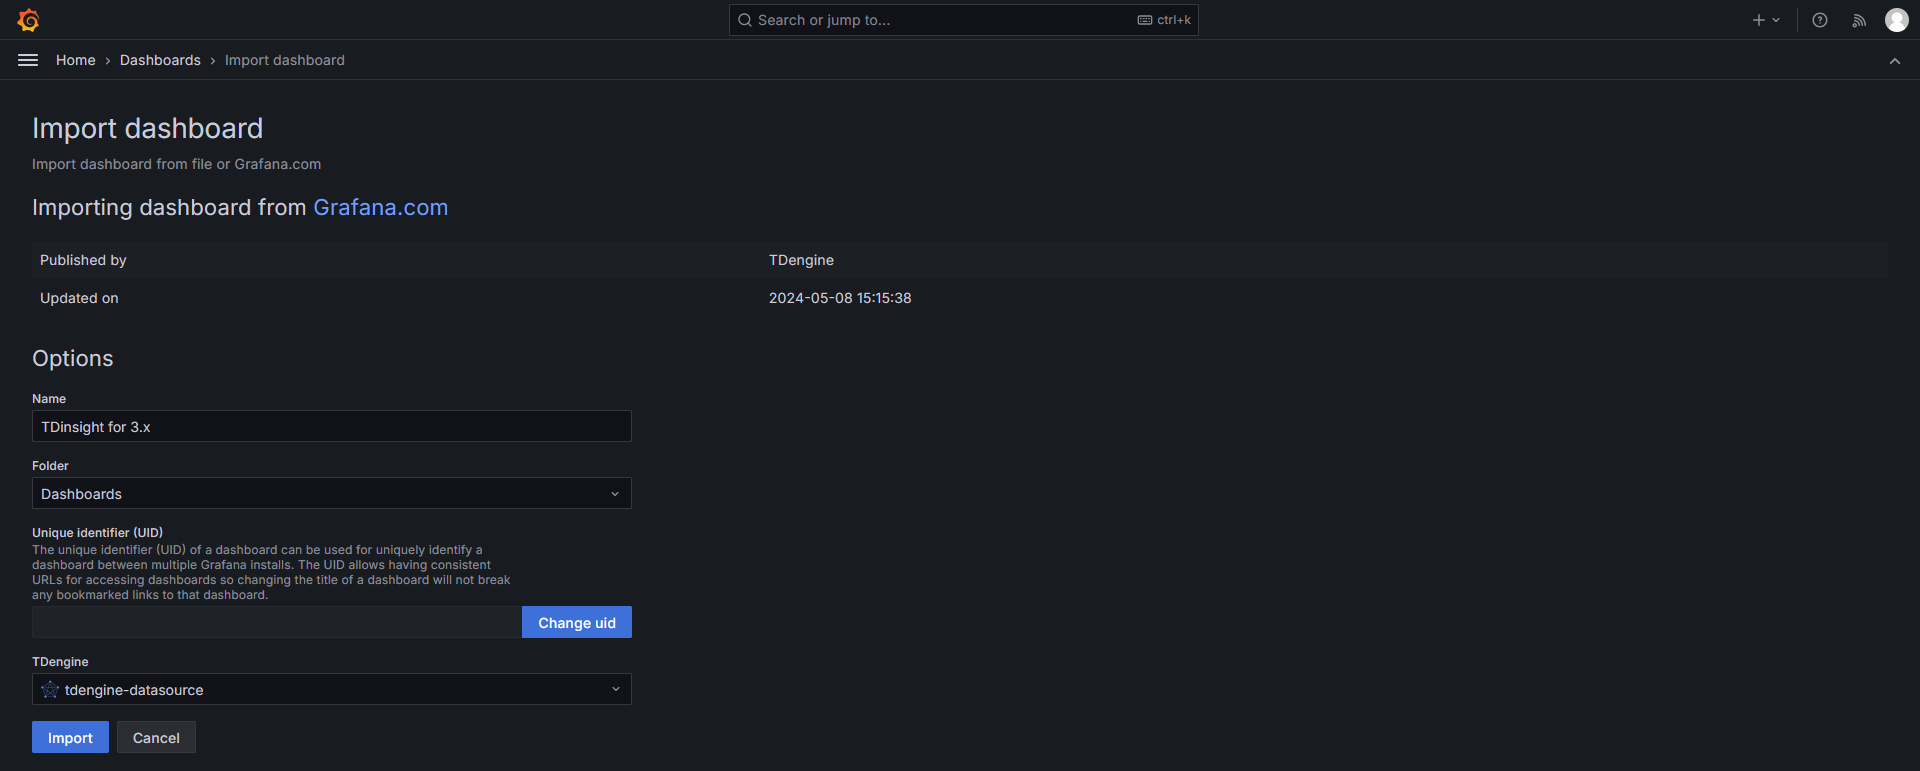 Search or jump to...
ctrl+k
Home
Dashboards
Import dashboard
Import dashboard
Import dashboard from file or Grafana.com
Importing dashboard from Grafana.com
Published by
TDengine
Updated on
2024-05-08 15:15:38
Options
Name
TDinsight for 3.x
Folder
Dashboards
Unique identifier (UID)
The unique identifier (UID) of a dashboard can be used for uniquely identify a
dashboard between multiple Grafana installs. The UID allows having consistent
URLs for accessing dashboards so changing the title of a dashboard will not break
any bookmarked links to that dashboard.
Change uid
TDengine
tdengine-datasource
Import
Cancel